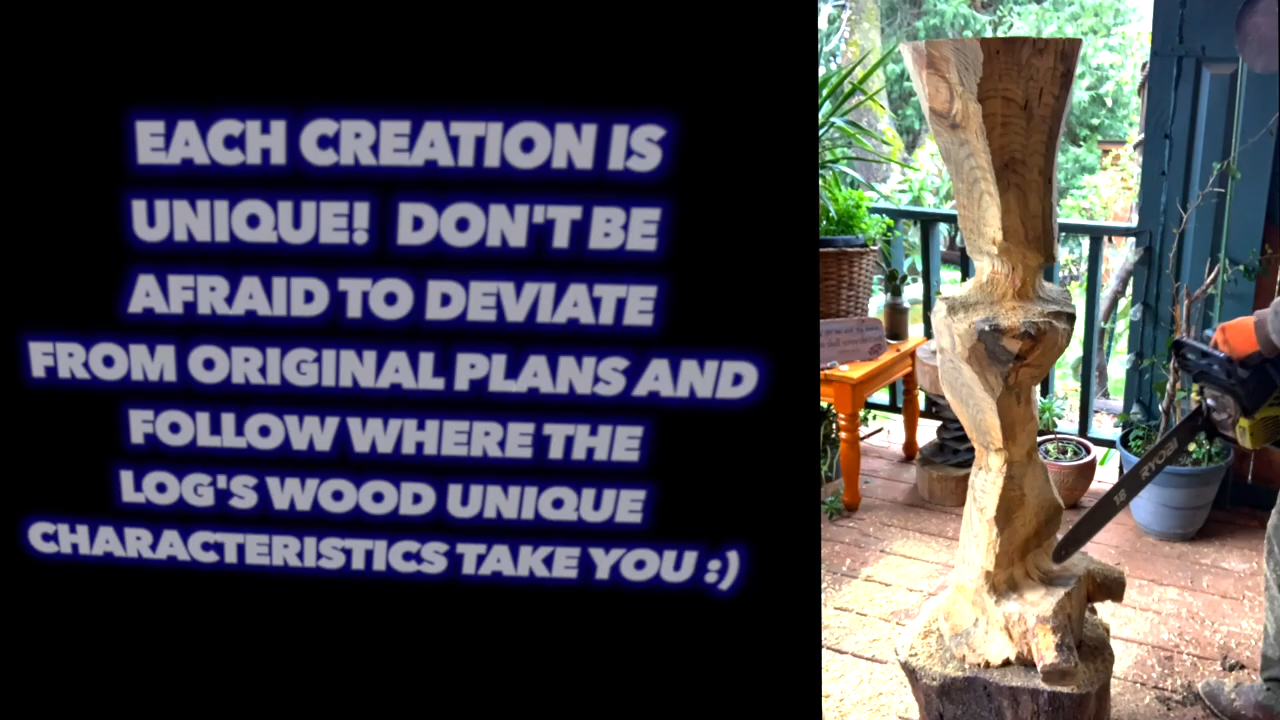 EACH CREATION IS
UNIQUE! DON'T BE
AFRAID TO DEVIATE
FROM ORIGINAL PLANS AND
FOLLOW WHERE THE
LOG'S WOOD UNIQUE
CHARACTERISTICS TAKE YOU :)
18 RYOBI